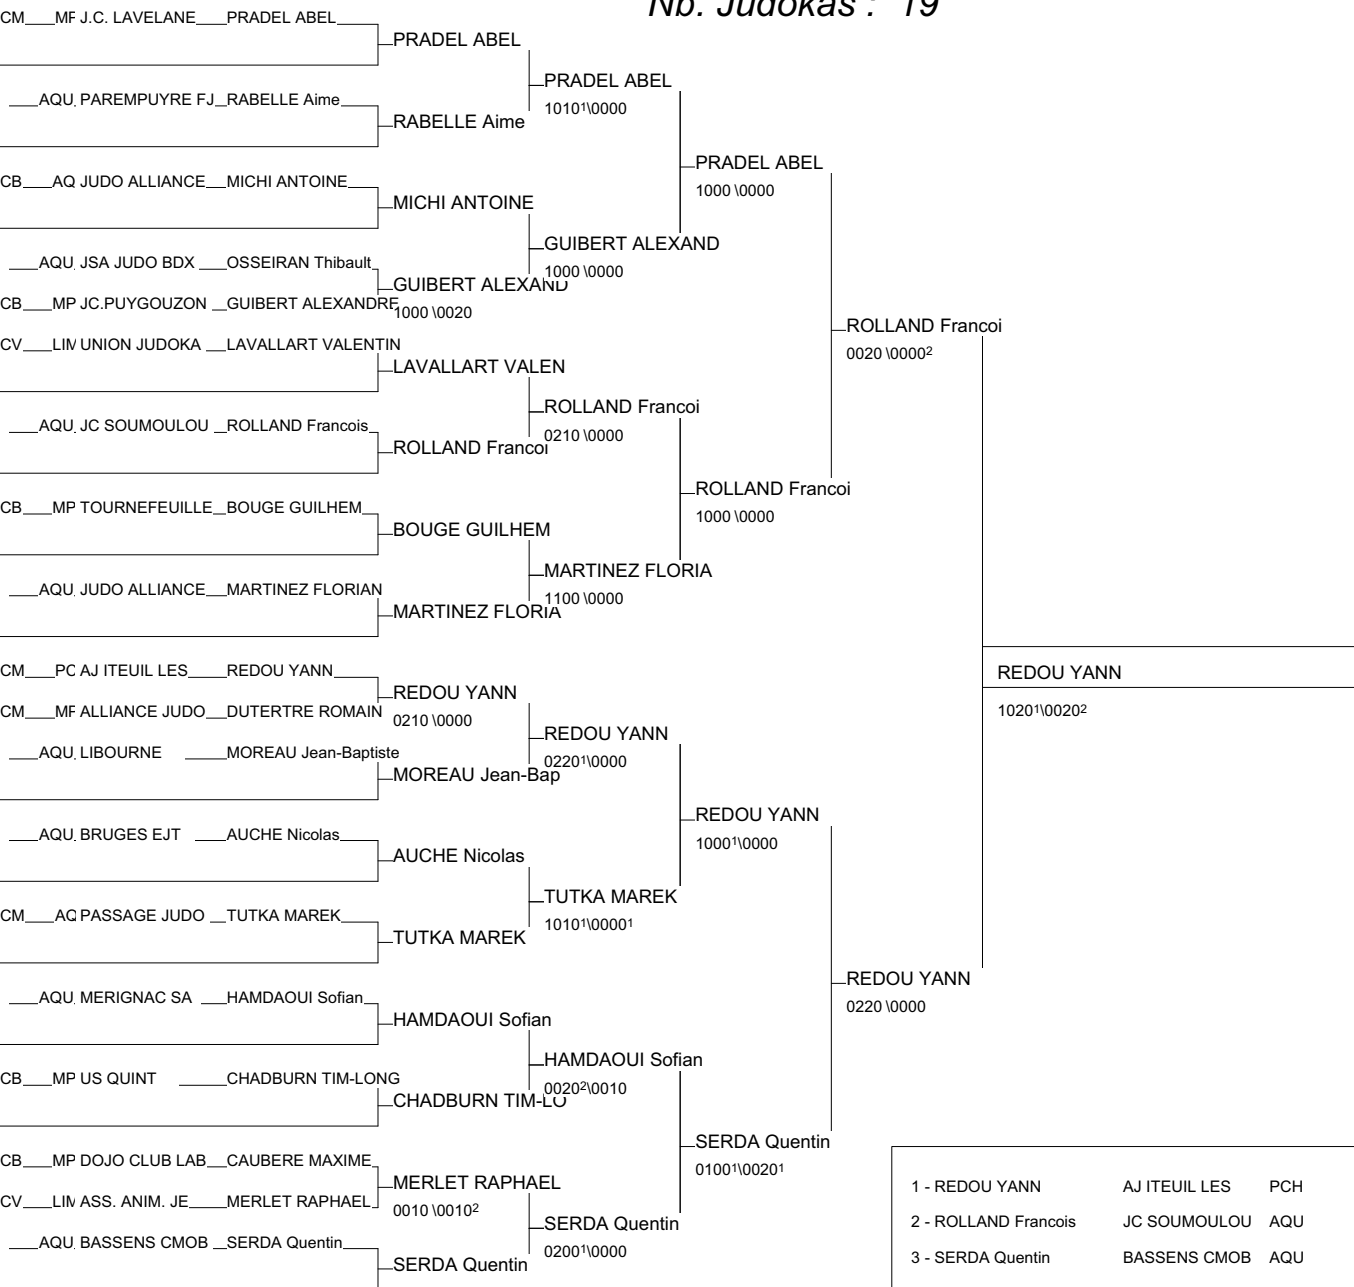 Nb. Judokas : 19
CM MP J.C. LAVELANE PRADEL ABEL
PRADEL ABEL
PRADEL ABEL
10101\0000
AQU PAREMPUYRE FJ RABELLE Aime
RABELLE Aime
PRADEL ABEL
1000 \0000
CB AQ JUDO ALLIANCE MICHI ANTOINE
MICHI ANTOINE
GUIBERT ALEXAND
1000 \0000
AQU JSA JUDO BDX OSSEIRAN Thibault
GUIBERT ALEXAND
CB MP JC.PUYGOUZON GUIBERT ALEXANDRE
1000 \0020
ROLLAND Francoi
0020 \00002
CV LIM UNION JUDOKA LAVALLART VALENTIN
LAVALLART VALEN
ROLLAND Francoi
0210 \0000
AQU JC SOUMOULOU ROLLAND Francois
ROLLAND Francoi
ROLLAND Francoi
1000 \0000
CB MP TOURNEFEUILLE BOUGE GUILHEM
BOUGE GUILHEM
MARTINEZ FLORIA
1100 \0000
AQU JUDO ALLIANCE MARTINEZ FLORIAN
MARTINEZ FLORIA
REDOU YANN
10201\00202
CM PC AJ ITEUIL LES REDOU YANN
REDOU YANN
CM MP ALLIANCE JUDO DUTERTRE ROMAIN
0210 \0000
REDOU YANN
02201\0000
AQU LIBOURNE MOREAU Jean-Baptiste
MOREAU Jean-Bap
REDOU YANN
10001\0000
AQU BRUGES EJT AUCHE Nicolas
AUCHE Nicolas
TUTKA MAREK
10101\00001
CM AQ PASSAGE JUDO TUTKA MAREK
TUTKA MAREK
REDOU YANN
0220 \0000
AQU MERIGNAC SA HAMDAOUI Sofian
HAMDAOUI Sofian
HAMDAOUI Sofian
00202\0010
CB MP US QUINT CHADBURN TIM-LONG
CHADBURN TIM-LO
SERDA Quentin
01001\00201
CB MP DOJO CLUB LAB CAUBERE MAXIME
MERLET RAPHAEL
CV LIM ASS. ANIM. JE MERLET RAPHAEL
0010 \00102
SERDA Quentin
02001\0000
AQU BASSENS CMOB SERDA Quentin
SERDA Quentin
1 - REDOU YANN AJ ITEUIL LES PCH
2 - ROLLAND Francois JC SOUMOULOU AQU
3 - SERDA Quentin BASSENS CMOB AQU